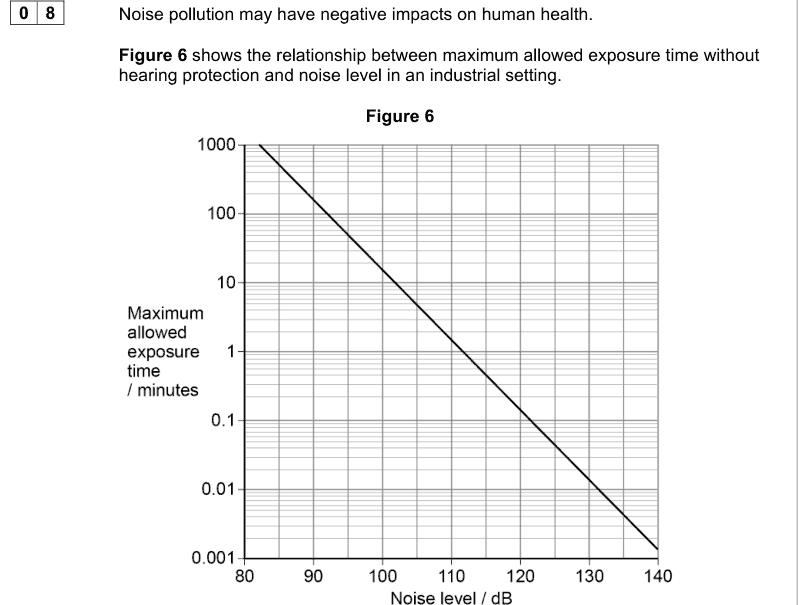 0 8
Noise pollution may have negative impacts on human health.
Figure 6 shows the relationship between maximum allowed exposure time without
hearing protection and noise level in an industrial setting.
Figure 6
1000
100
10
Maximum
allowed
exposure
time
/ minutes
1
0.1
0.01
0.001
80 90 100 110 120 130 140
Noise level / dB